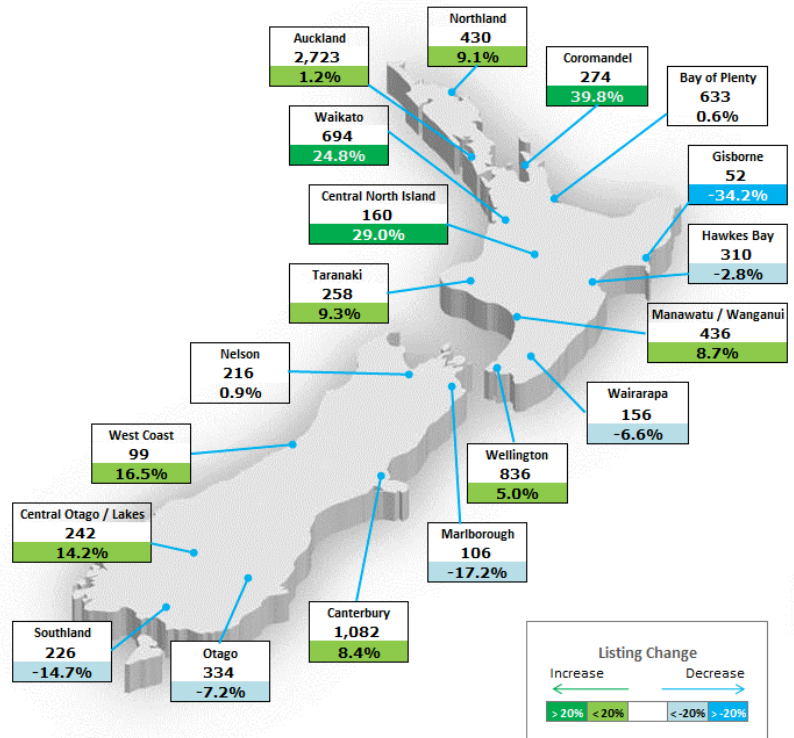 Northland
430
9.1%
Auckland
2,723
1.2%
Coromandel
274
39.8%
Bay of Plenty
633
0.6%
Waikato
694
24.8%
Gisborne
52
-34.2%
Central North Island
160
29.0%
Hawkes Bay
310
-2.8%
Taranaki
258
9.3%
Manawatu / Wanganui
436
8.7%
Nelson
216
0.9%
Wairarapa
156
-6.6%
West Coast
99
16.5%
Wellington
836
5.0%
Central Otago / Lakes
242
14.2%
Marlborough
106
-17.2%
Canterbury
1,082
8.4%
Southland
226
-14.7%
Otago
334
-7.2%
Listing Change
Increase Decrease
> 20% < 20% < -20% > -20%